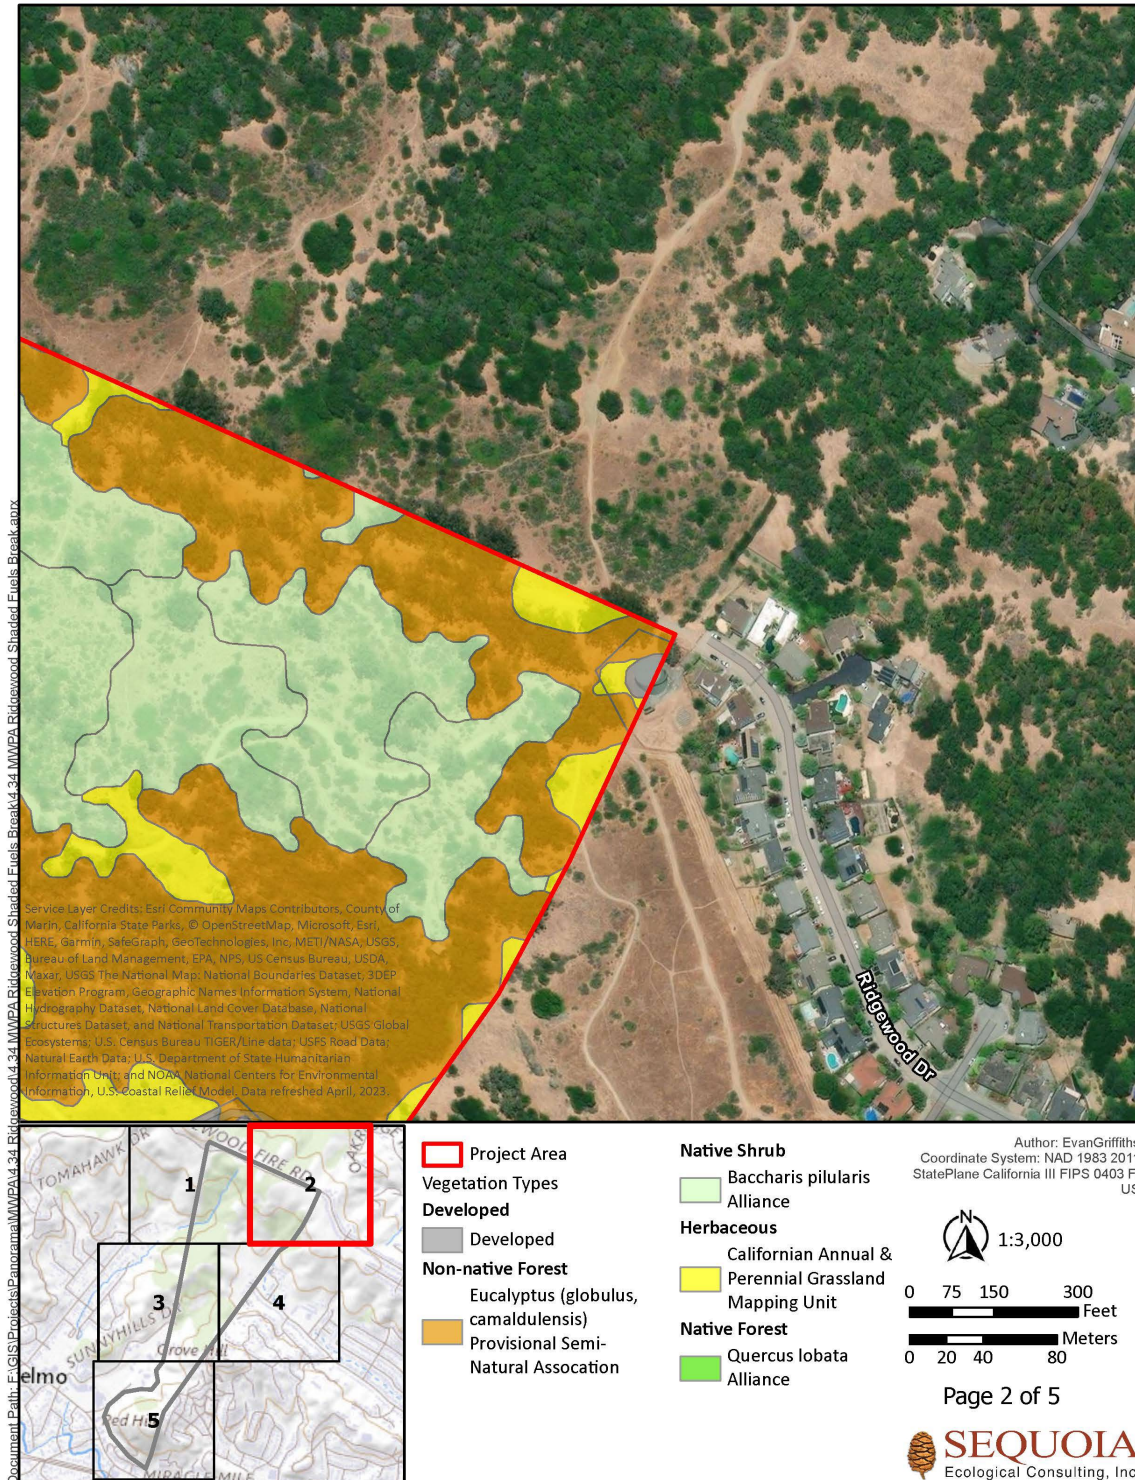 Document Path: F:\GIS\Projects\Panorama\MWPA\4.34 Ridgewood\4.34 MWPA Ridgewood Shaded Fuels Break\4.34 MWPA Ridgewood Shaded Fuels Break.aprx
Ridgewood Dr
Service Layer Credits: Esri Community Maps Contributors, County of
Marin, California State Parks, © OpenStreetMap, Microsoft, Esri,
HERE, Garmin, SafeGraph, GeoTechnologies, Inc, METI/NASA, USGS,
Bureau of Land Management, EPA, NPS, US Census Bureau, USDA,
Maxar, USGS The National Map: National Boundaries Dataset, 3DEP
Elevation Program, Geographic Names Information System, National
Hydrography Dataset, National Land Cover Database, National
Structures Dataset, and National Transportation Dataset; USGS Global
Ecosystems; U.S. Census Bureau TIGER/Line data; USFS Road Data;
Natural Earth Data; U.S. Department of State Humanitarian
Information Unit; and NOAA National Centers for Environmental
Information, U.S. Coastal Relief Model. Data refreshed April, 2023.
TOMAHAWK DR
WOOD FIRE RD
OAKR
1
2
3
4
SUNNYHILLS DR
Grove Hill
elmo
Red Hi
5
MIRACLE MILE
Project Area
Vegetation Types
Developed
Developed
Non-native Forest
Eucalyptus (globulus,
camaldulensis)
Provisional Semi-
Natural Assocation
Native Shrub
Baccharis pilularis
Alliance
Herbaceous
Californian Annual &
Perennial Grassland
Mapping Unit
Native Forest
Quercus lobata
Alliance
Author: EvanGriffiths
Coordinate System: NAD 1983 2011
StatePlane California III FIPS 0403 F
US
N
1:3,000
0 75 150 300
Feet
Meters
0 20 40 80
Page 2 of 5
SEQUOIA
Ecological Consulting, Inc